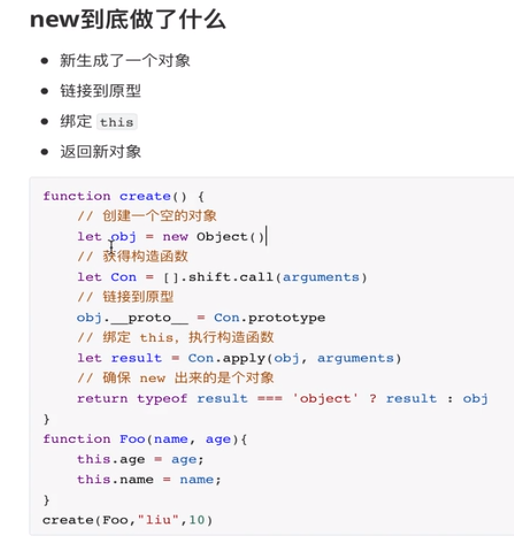 new到底做了什么
新生成了一个对象
链接到原型
绑定 this
返回新对象
function create() {
    // 创建一个空的对象
    let obj = new Object()
    // 获得构造函数
    let Con = [].shift.call(arguments)
    // 链接到原型
    obj.__proto__ = Con.prototype
    // 绑定 this，执行构造函数
    let result = Con.apply(obj, arguments)
    // 确保 new 出来的是个对象
    return typeof result === 'object' ? result : obj
}
function Foo(name, age){
    this.age = age;
    this.name = name;
}
create(Foo,"liu",10)